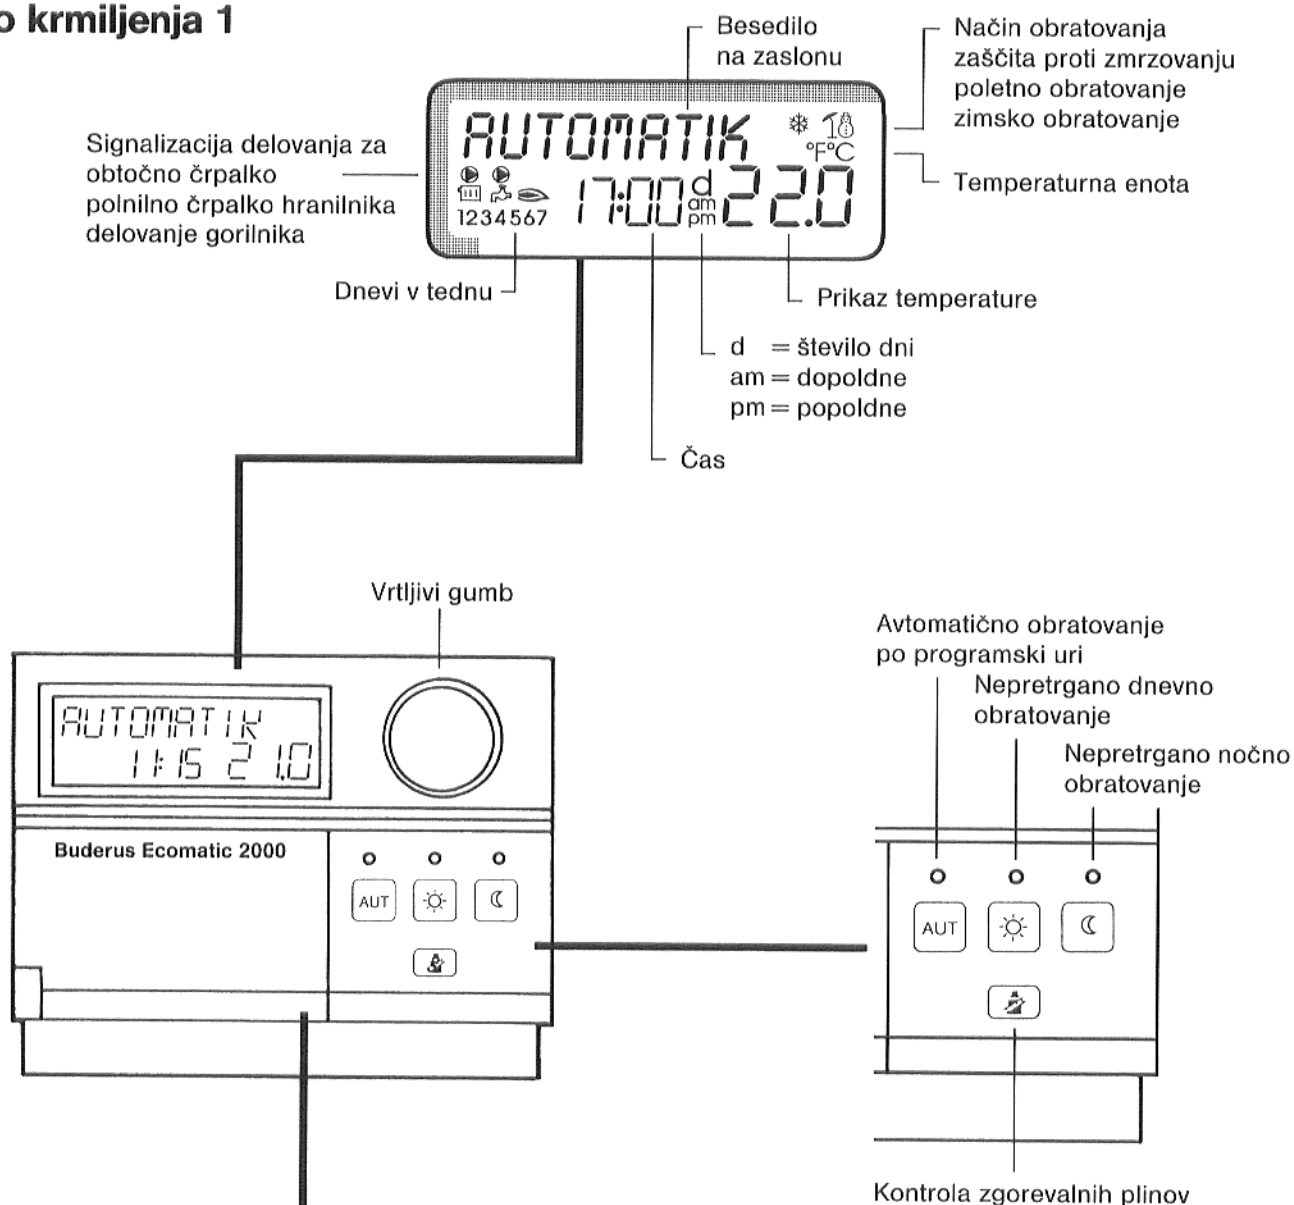 o krmiljenja 1
Besedilo
na zaslonu
Način obratovanja
zaščita proti zmrzovanju
poletno obratovanje
zimsko obratovanje
Temperaturna enota
Signalizacija delovanja za
obtočno črpalko
polnilno črpalko hranilnika
delovanje gorilnika
AUTOMATIK
°F°C
1234567
17:00
d
am
pm
22.0
Dnevi v tednu
Prikaz temperature
d = število dni
am = dopoldne
pm = popoldne
Čas
Vrtljivi gumb
AUTOMATIK
11:15 21.0
Buderus Ecomatic 2000
AUT
Avtomatično obratovanje
po programski uri
Nepretrgano dnevno
obratovanje
Nepretrgano nočno
obratovanje
AUT
Kontrola zgorevalnih plinov